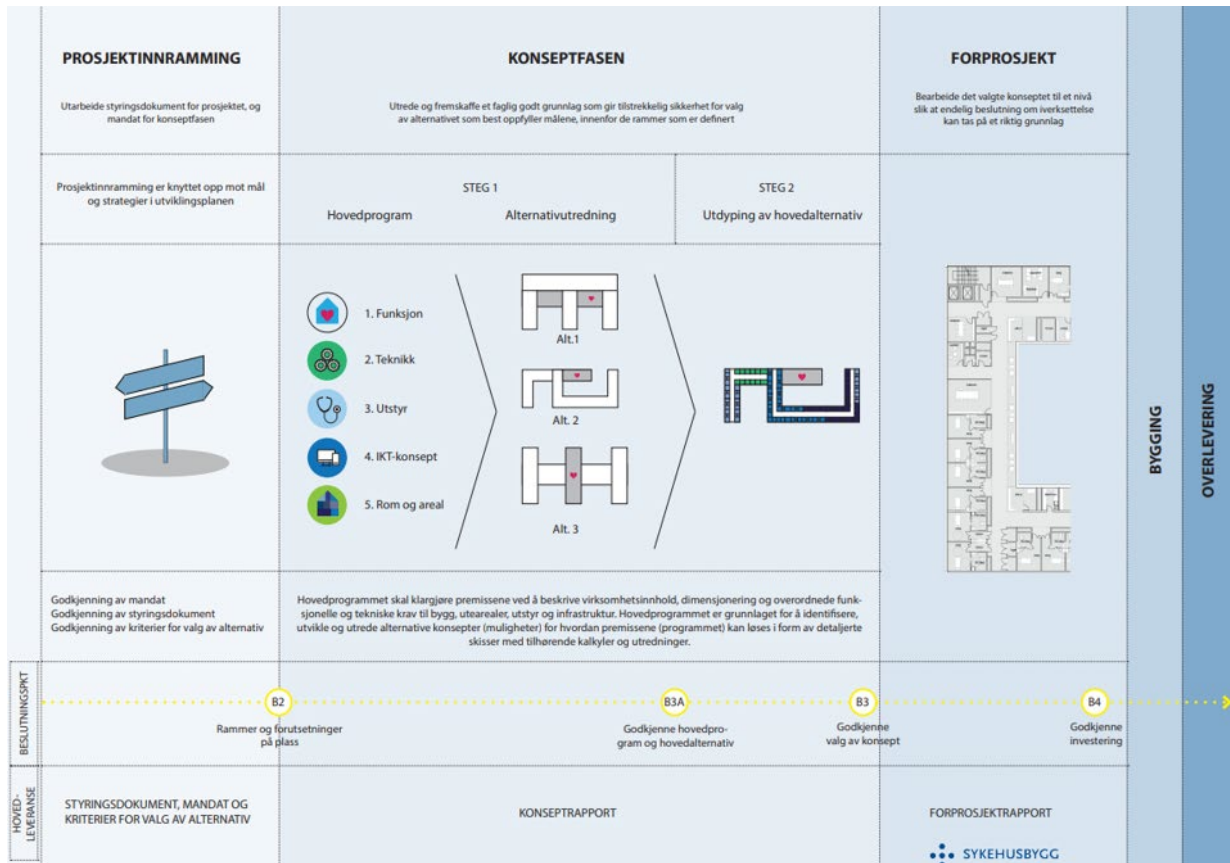 PROSJEKTINNRAMMING
Utarbeide styringsdokument for prosjektet, og
mandat for konseptfasen
KONSEPTFASEN
Utrede og fremskaffe et faglig godt grunnlag som gir tilstrekkelig sikkerhet for valg
av alternativet som best oppfyller målene, innenfor de rammer som er definert
FORPROSJEKT
Bearbeide det valgte konseptet til et nivå
slik at endelig beslutning om iverksettelse
kan tas på et riktig grunnlag
Prosjektinnramming er knyttet opp mot mål
og strategier i utviklingsplanen
STEG 1
Hovedprogram
Alternativutredning
STEG 2
Utdyping av hovedalternativ
1. Funksjon
2. Teknikk
3. Utstyr
4. IKT-konsept
5. Rom og areal
Alt.1
Alt. 2
Alt. 3
BYGGING
OVERLEVERING
Godkjenning av mandat
Godkjenning av styringsdokument
Godkjenning av kriterier for valg av alternativ
Hovedprogrammet skal klargjøre premissene ved å beskrive virksomhetsinnhold, dimensjonering og overordnede funk-
sjonelle og tekniske krav til bygg, utearealer, utstyr og infrastruktur. Hovedprogrammet er grunnlaget for å identifisere,
utvikle og utrede alternative konsepter (muligheter) for hvordan premissene (programmet) kan løses i form av detaljerte
skisser med tilhørende kalkyler og utredninger.
BESLUTNINGSPKT
B2
Rammer og forutsetninger
på plass
B3A
Godkjenne hovedpro-
gram og hovedalternativ
B3
Godkjenne
valg av konsept
B4
Godkjenne
investering
HOVED-
LEVERANSE
STYRINGSDOKUMENT, MANDAT OG
KRITERIER FOR VALG AV ALTERNATIV
KONSEPTRAPPORT
FORPROSJEKTRAPPORT
SYKEHUSBYGG